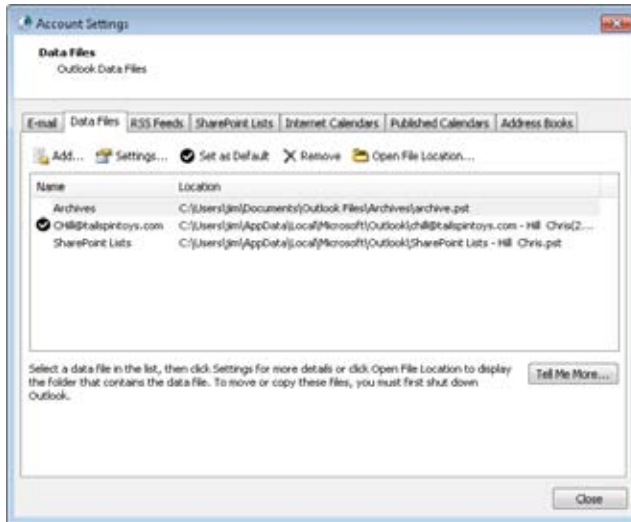 Account Settings
Data Files
Outlook Data Files
E-mail Data Files RSS Feeds SharePoint Lists Internet Calendars Published Calendars Address Books
Add... Settings... Set as Default Remove Open File Location...
Name Location
Archives C:\Users\jim\Documents\Outlook Files\Archives\archive.pst
CHill@tailspintoys.com C:\Users\jim\AppData\Local\Microsoft\Outlook\chill@tailspintoys.com - Hill Chris(2...
SharePoint Lists C:\Users\jim\AppData\Local\Microsoft\Outlook\SharePoint Lists - Hill Chris.pst
Select a data file in the list, then click Settings for more details or click Open File Location to display
the folder that contains the data file. To move or copy these files, you must first shut down
Outlook.
Tell Me More...
Close